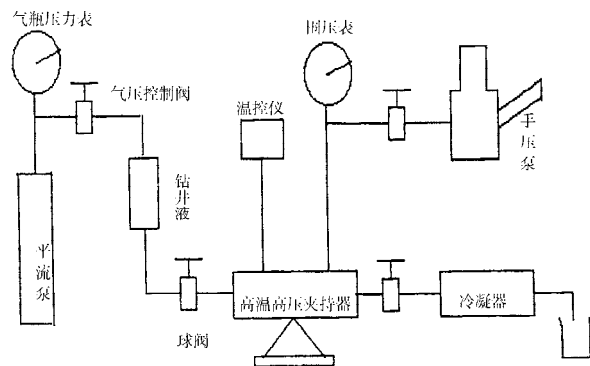 气瓶压力表
围压表
气压控制阀
温控仪
手压泵
钻井液
平流泵
高温高压夹持器
冷凝器
球阀